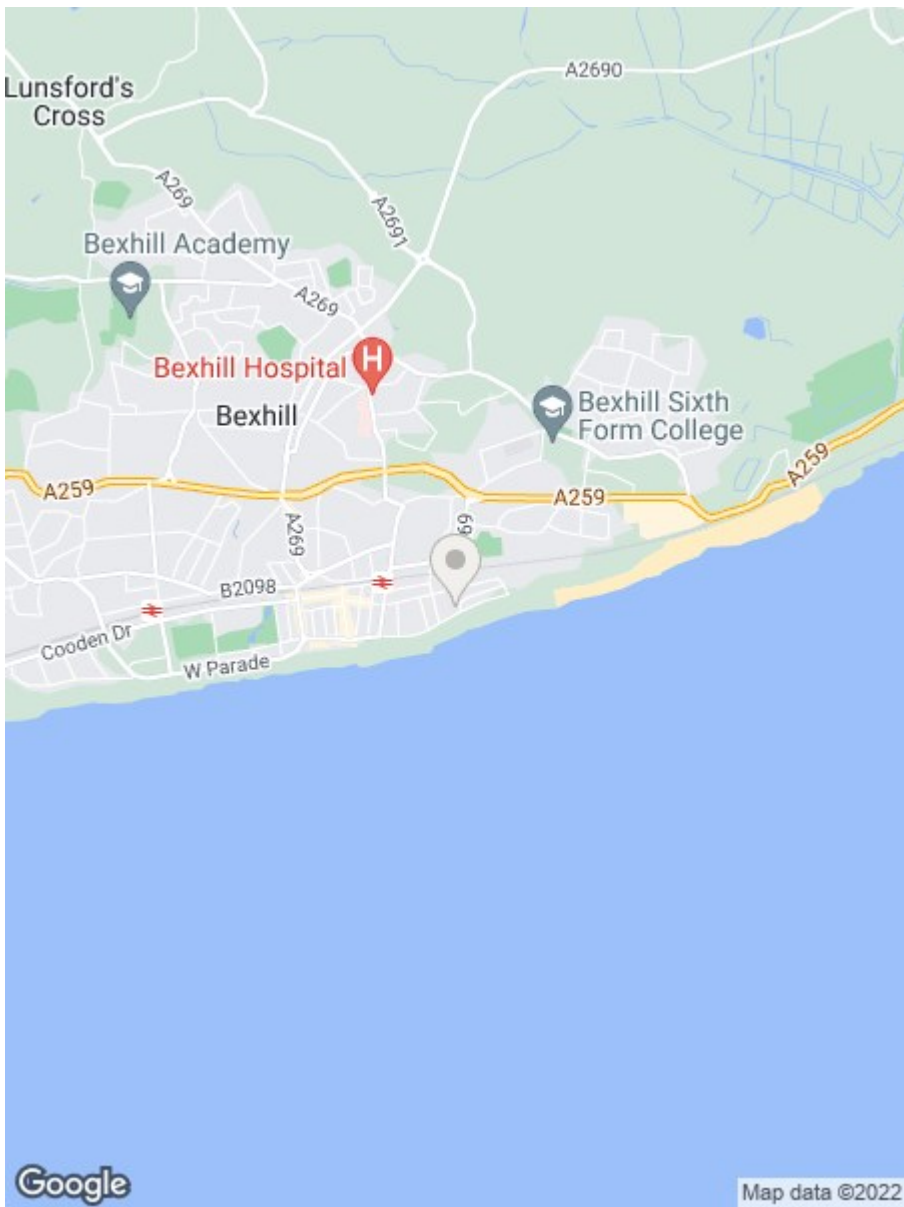 A2690
Lunsford's
Cross
A269
A2691
Bexhill Academy
A269
Bexhill Hospital
H
Bexhill Sixth
Form College
Bexhill
A259
A259
A259
A269
69
B2098
Cooden Dr
W Parade
Google
Map data ©2022